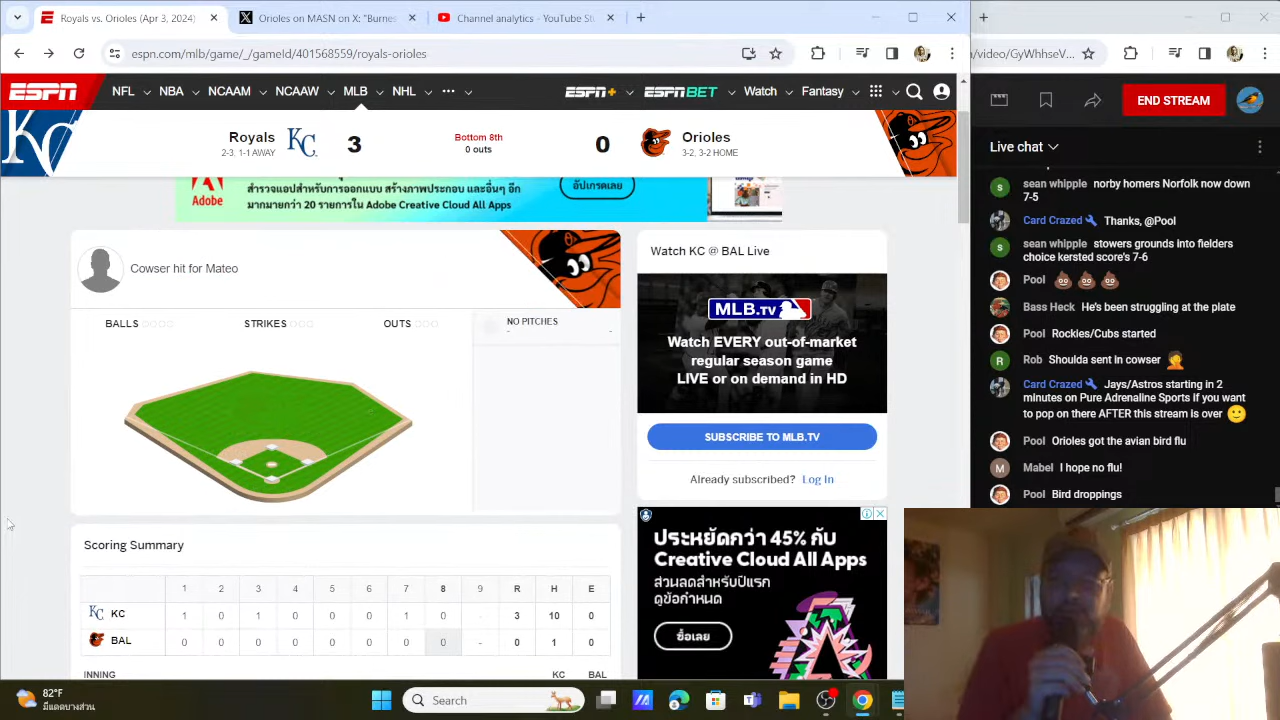 Royals vs. Orioles (Apr 3, 2024)
Orioles on MASN on X: "Burnes
Channel analytics - YouTube St
espn.com/mlb/game/_/gameId/401568559/royals-orioles
/video/GyWhseV...
ESPN
NFL
NBA
NCAAM
NCAAW
MLB
NHL
ESPN+
ESPN BET
Watch
Fantasy
END STREAM
Royals
2-3, 1-1 AWAY
KC
3
Bottom 8th
0 outs
0
Orioles
3-2, 3-2 HOME
Live chat
Adobe
สำรวจแอปสำหรับการออกแบบ สร้างภาพประกอบ และอื่นๆ อีก
มากมายกว่า 20 รายการใน Adobe Creative Cloud All Apps
อัปเกรดเลย
Cowser hit for Mateo
BALLS
STRIKES
OUTS
NO PITCHES
-
-
Watch KC @ BAL Live
MLB.TV
Watch EVERY out-of-market
regular season game
LIVE or on demand in HD
SUBSCRIBE TO MLB.TV
Already subscribed? Log In
ประหยัดกว่า 45% กับ
Creative Cloud All Apps
ส่วนลดสำหรับปีแรก
ดูข้อกำหนด
ซื้อเลย
Scoring Summary
1 2 3 4 5 6 7 8 9 R H E
KC 1 0 1 0 0 0 1 0 - 3 10 0
BAL 0 0 0 0 0 0 0 0 - 0 1 0
INNING KC BAL
sean whipple norby homers Norfolk now down
7-5
Card Crazed Thanks, @Pool
sean whipple stowers grounds into fielders
choice kersted score's 7-6
Pool 💩 💩 💩
Bass Heck He's been struggling at the plate
Pool Rockies/Cubs started
Rob Shoulda sent in cowser 🤦
Card Crazed Jays/Astros starting in 2
minutes on Pure Adrenaline Sports If you want
to pop on there AFTER this stream is over 🙂
Pool Orioles got the avian bird flu
Mabel I hope no flu!
Pool Bird droppings
82°F
มีแดดบางส่วน
Search